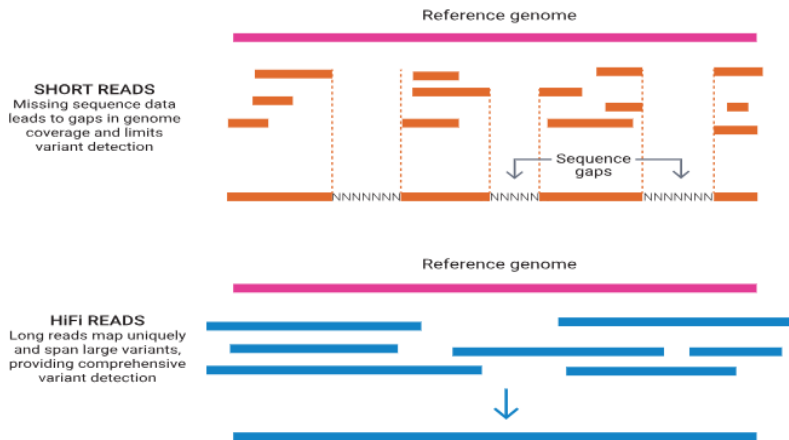 Reference genome
SHORT READS
Missing sequence data
leads to gaps in genome
coverage and limits
variant detection
Sequence
gaps
NNNNNNN
NNNNN
NNNNNNN
Reference genome
HiFi READS
Long reads map uniquely
and span large variants,
providing comprehensive
variant detection